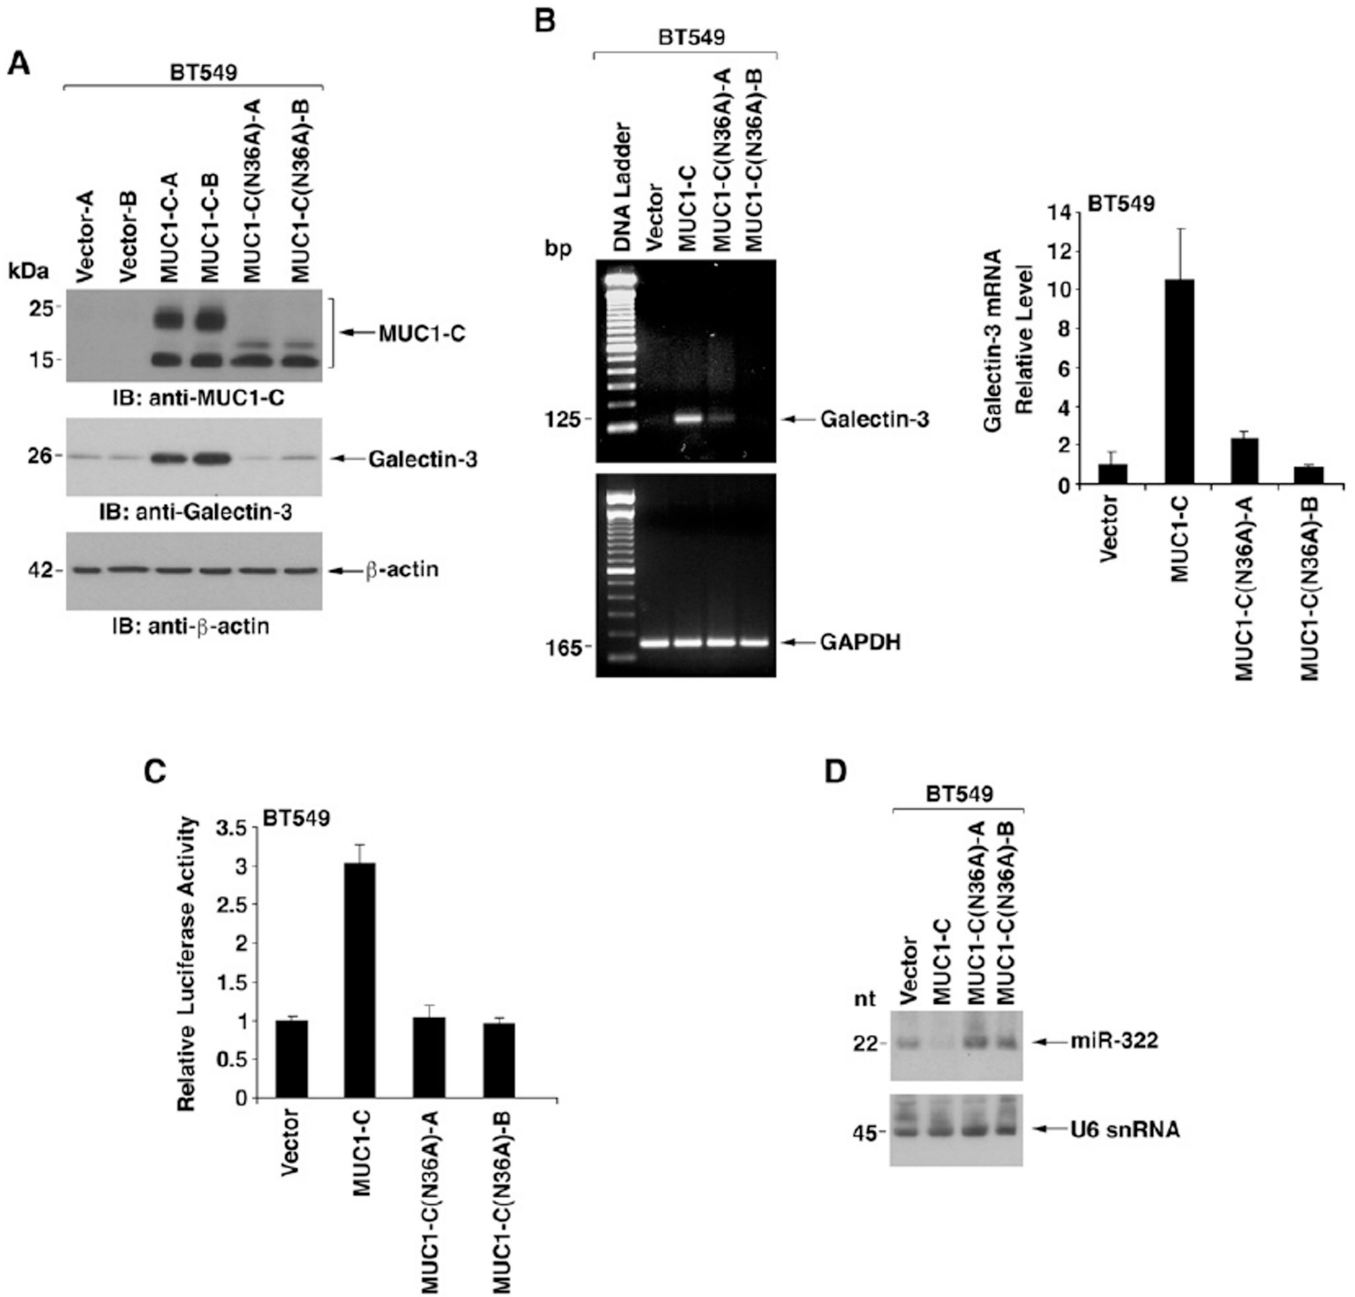 A
BT549
Vector-A
Vector-B
MUC1-C-A
MUC1-C-B
MUC1-C(N36A)-A
MUC1-C(N36A)-B
kDa
25
15
MUC1-C
IB: anti-MUC1-C
26
Galectin-3
IB: anti-Galectin-3
42
β-actin
IB: anti-β-actin
B
BT549
DNA Ladder
Vector
MUC1-C
MUC1-C(N36A)-A
MUC1-C(N36A)-B
bp
125
Galectin-3
165
GAPDH
BT549
Galectin-3 mRNA
Relative Level
14
12
10
8
6
4
2
0
Vector
MUC1-C
MUC1-C(N36A)-A
MUC1-C(N36A)-B
C
BT549
Relative Luciferase Activity
3.5
3
2.5
2
1.5
1
0.5
0
Vector
MUC1-C
MUC1-C(N36A)-A
MUC1-C(N36A)-B
D
BT549
Vector
MUC1-C
MUC1-C(N36A)-A
MUC1-C(N36A)-B
nt
22
miR-322
45
U6 snRNA